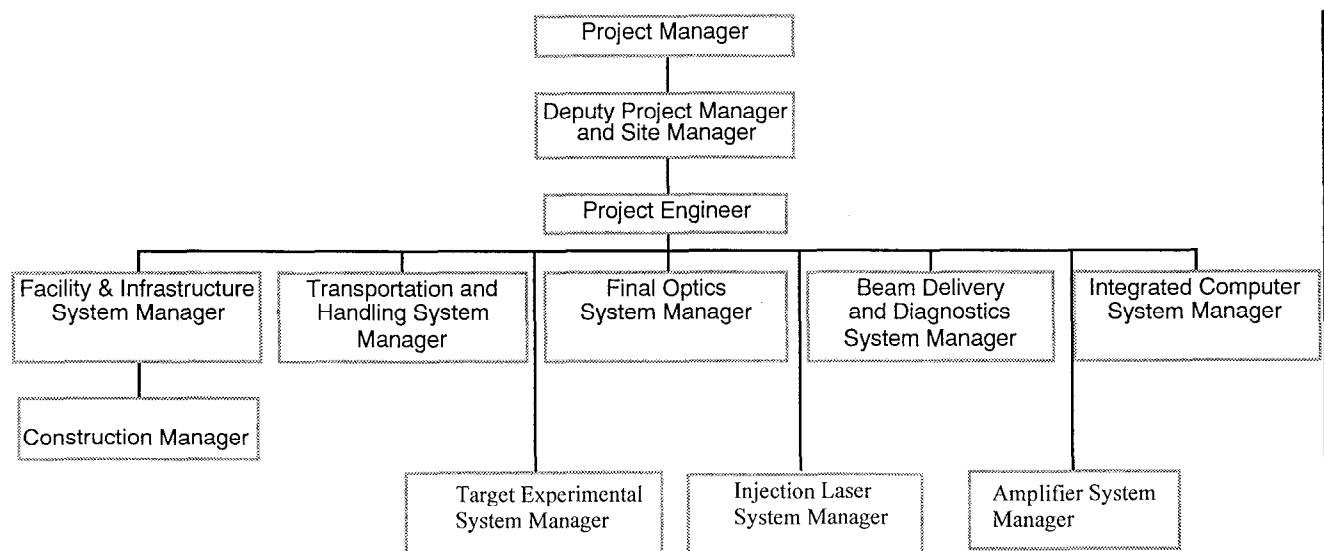 Project Manager
Deputy Project Manager
and Site Manager
Project Engineer
Facility & Infrastructure
System Manager
Transportation and
Handling System
Manager
Final Optics
System Manager
Beam Delivery
and Diagnostics
System Manager
Integrated Computer
System Manager
Construction Manager
Target Experimental
System Manager
Injection Laser
System Manager
Amplifier System
Manager